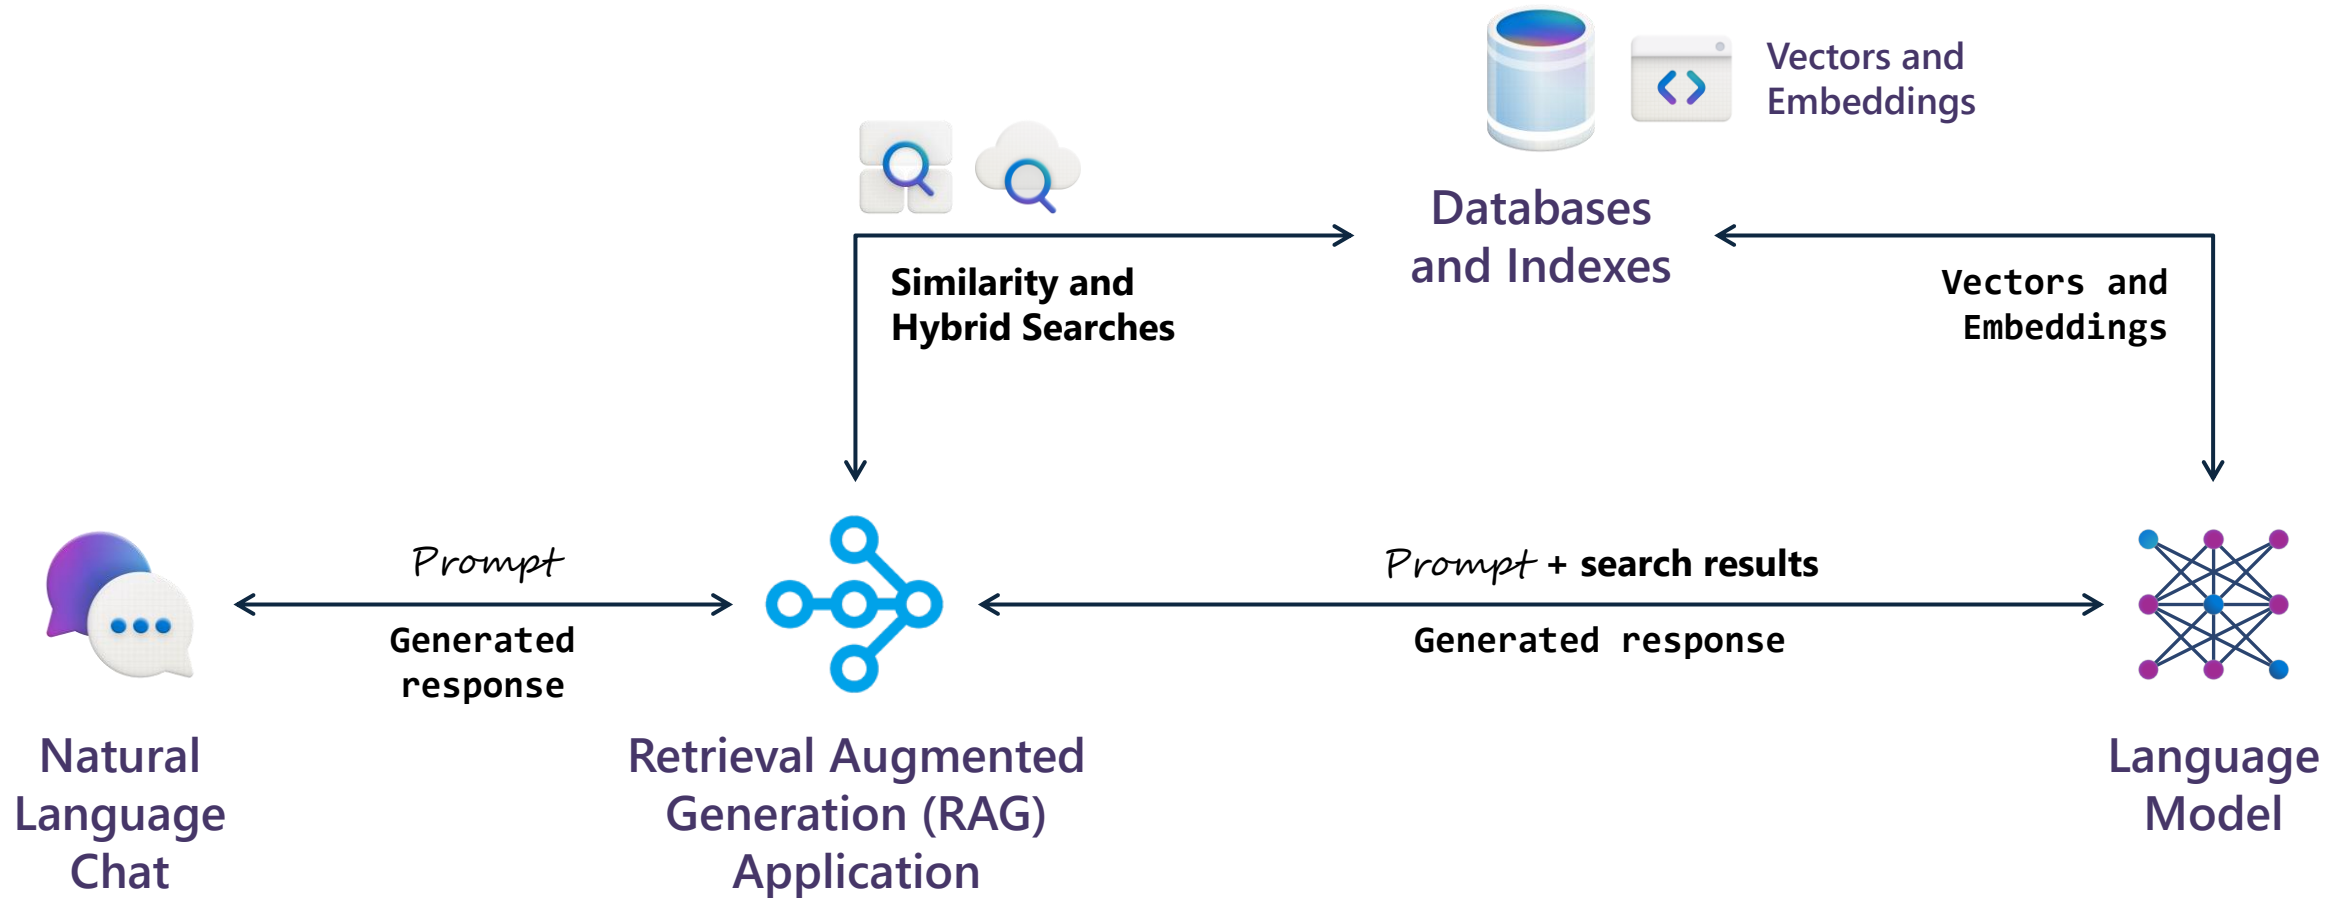 Vectors and
Embeddings
Databases
and Indexes
Similarity and
Hybrid Searches
Vectors and
Embeddings
Prompt
Generated
response
Prompt + search results
Generated response
Natural
Language
Chat
Retrieval Augmented
Generation (RAG)
Application
Language
Model